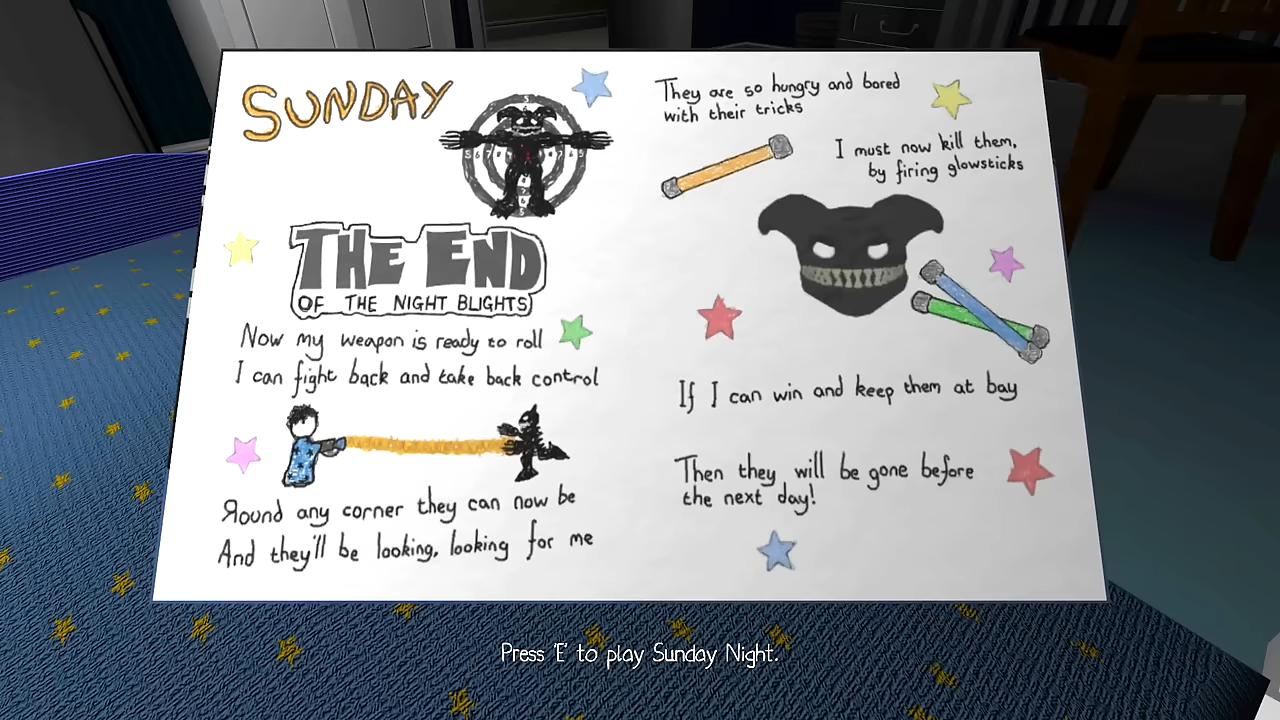 SUNDAY
THE END
OF THE NIGHT BLIGHTS
Now my weapon is ready to roll
I can fight back and take back control
Round any corner they can now be
And they'll be looking, looking for me
They are so hungry and bored
with their tricks
I must now kill them,
by firing glowsticks
If I can win and keep them at bay
Then they will be gone before
the next day!
Press 'E' to play Sunday Night.